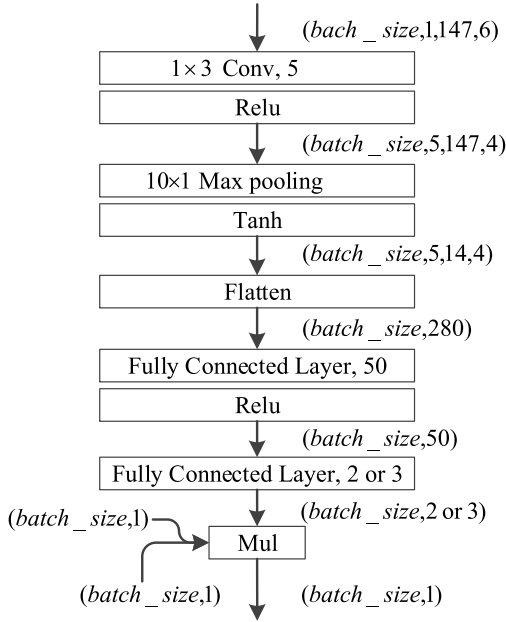 (bach _ size,1,147,6)
1× 3 Conv, 5
Relu
(batch _ size,5,147,4)
10×1 Max pooling
Tanh
(batch _ size,5,14,4)
Flatten
(batch _ size,280)
Fully Connected Layer, 50
Relu
(batch _ size,50)
Fully Connected Layer, 2 or 3
(batch _ size,2 or 3)
(batch _ size,1)
Mul
(batch _ size,1)
(batch _ size,1)